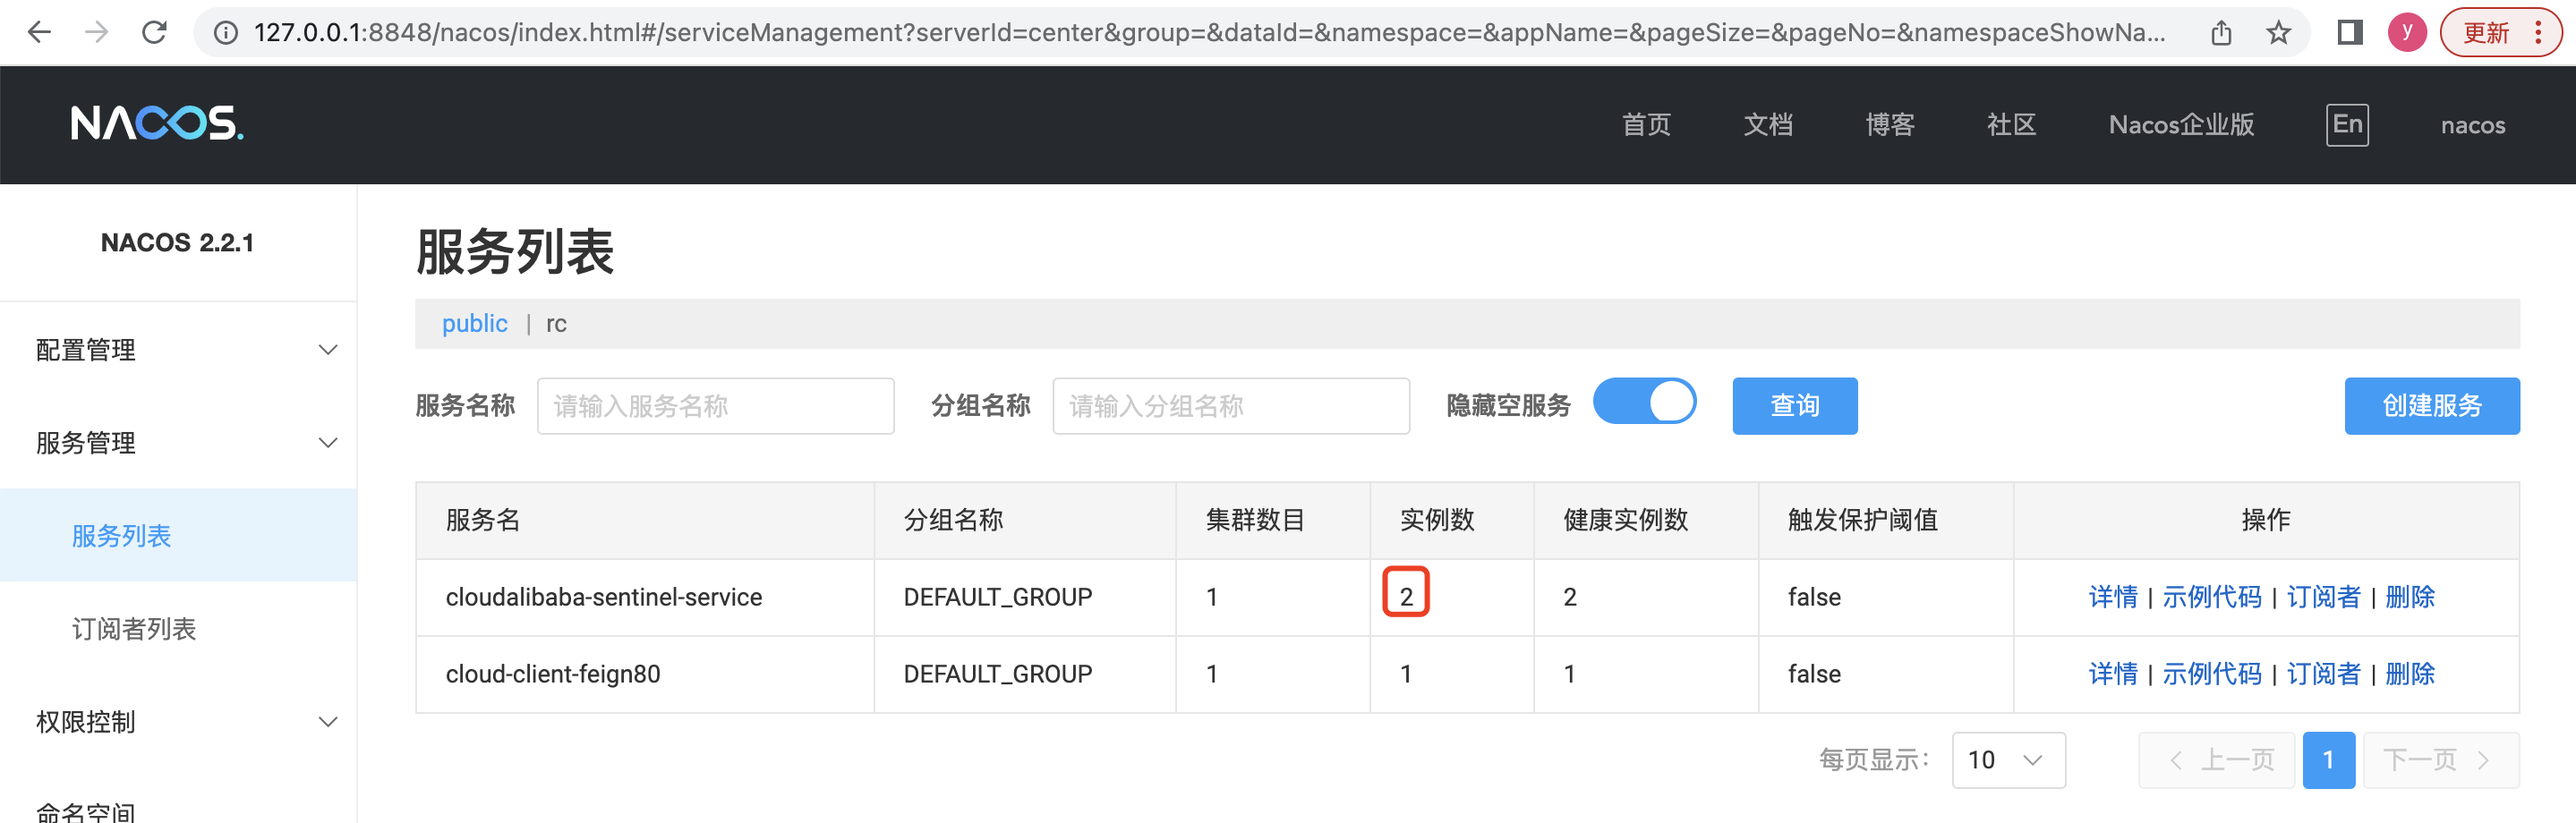 127.0.0.1:8848/nacos/index.html#/serviceManagement?serverId=center&group=&dataId=&namespace=&appName=&pageSize=&pageNo=&namespaceShowNa...
y
更新
NACOS.
首页 文档 博客 社区 Nacos企业版 En nacos
NACOS 2.2.1
配置管理
服务管理
服务列表
订阅者列表
权限控制
命名空间
服务列表
public | rc
服务名称 请输入服务名称 分组名称 请输入分组名称 隐藏空服务 查询 创建服务
服务名 分组名称 集群数目 实例数 健康实例数 触发保护阈值 操作
cloudalibaba-sentinel-service DEFAULT_GROUP 1 2 2 false 详情 | 示例代码 | 订阅者 | 删除
cloud-client-feign80 DEFAULT_GROUP 1 1 1 false 详情 | 示例代码 | 订阅者 | 删除
每页显示: 10 上一页 1 下一页